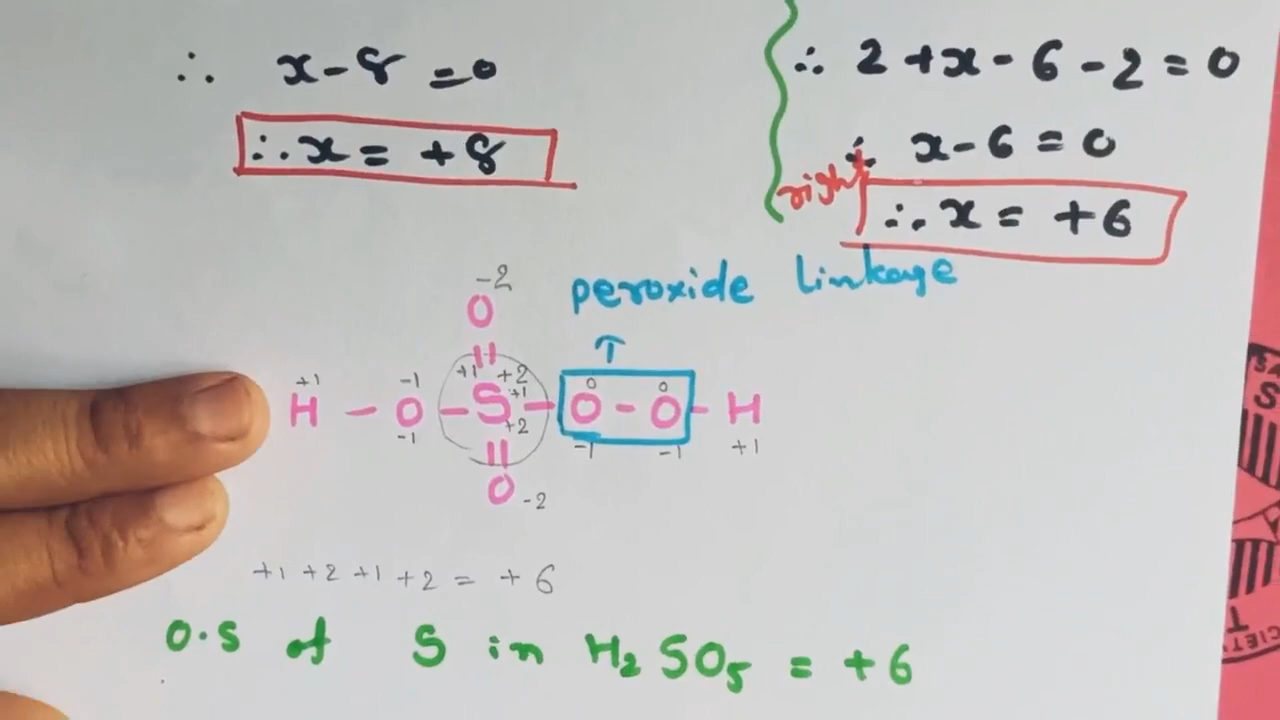 ∴ x - 8 = 0
∴ x = +8
∴ 2 + x - 6 - 2 = 0
∴ x - 6 = 0
right
∴ x = +6
peroxide linkage
-2
O
+1 -1 +1 +2 +1 0 0
H - O - S - O - O - H
-1 +2 -1 -1 +1
O -2
+1 +2 +1 +2 = +6
O.S of S in H₂SO₅ = +6
S
T